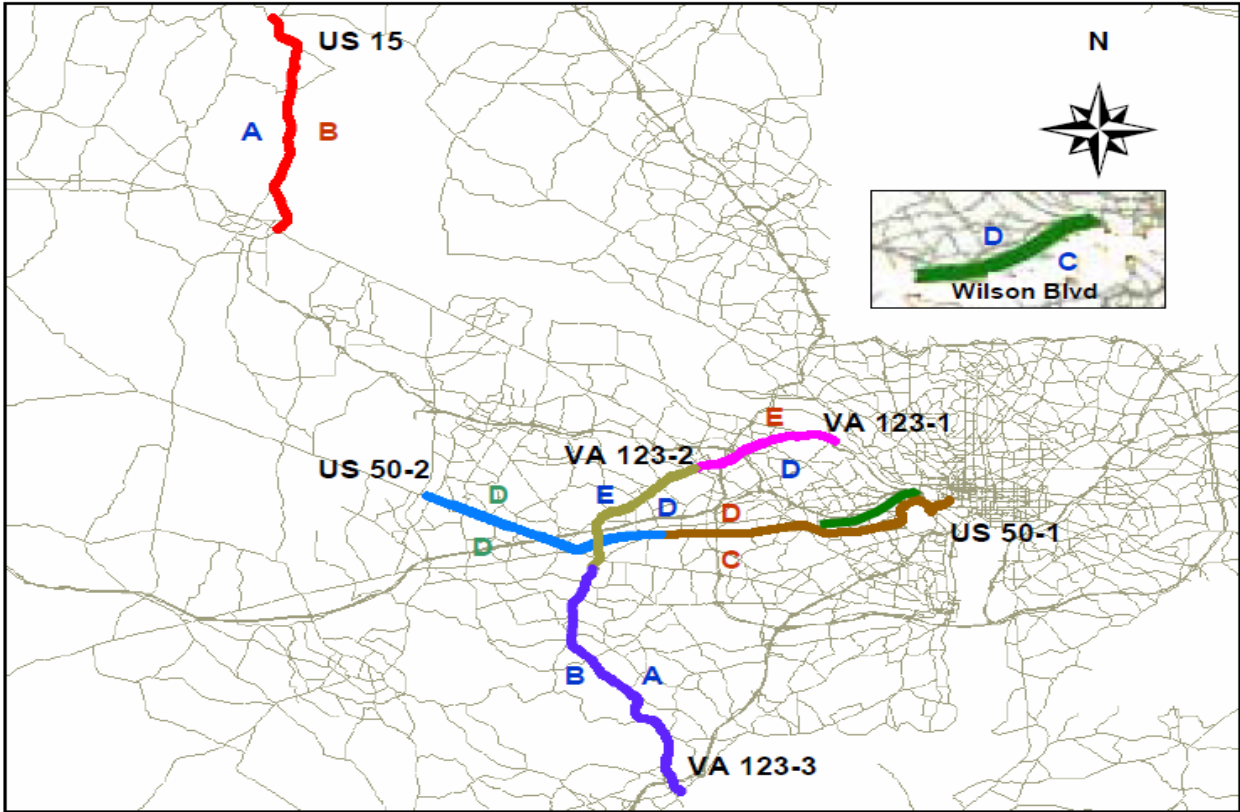 US 15
N
A B
D
C
Wilson Blvd
E
VA 123-1
VA 123-2
D
US 50-2
D
E
D
D
D
US 50-1
C
B
A
VA 123-3